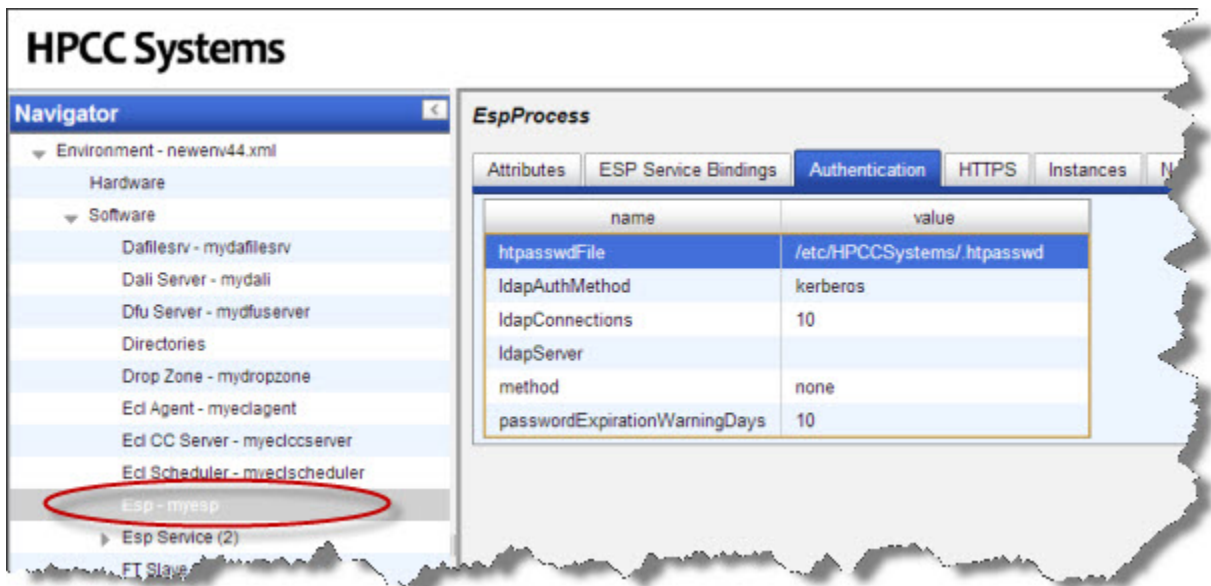 HPCC Systems
Navigator
Environment - newenv44.xml
Hardware
Software
Dafilesrv - mydafilesrv
Dali Server - mydali
Dfu Server - mydfuserver
Directories
Drop Zone - mydropzone
Ecl Agent - myeclagent
Ecl CC Server - myeclccserver
Ecl Scheduler - myeclscheduler
Esp - myesp
Esp Service (2)
FT Slave
EspProcess
Attributes ESP Service Bindings Authentication HTTPS Instances
name value
htpasswdFile /etc/HPCCSystems/.htpasswd
ldapAuthMethod kerberos
ldapConnections 10
ldapServer
method none
passwordExpirationWarningDays 10